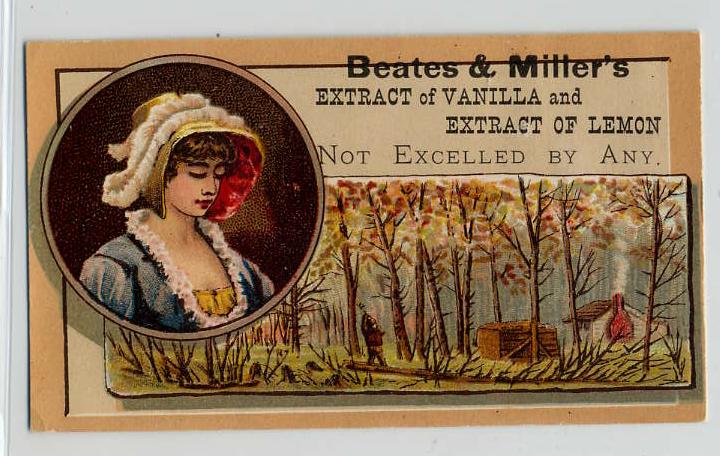 Beates & Miller's
EXTRACT of VANILLA and
EXTRACT OF LEMON
NOT EXCELLED BY ANY.